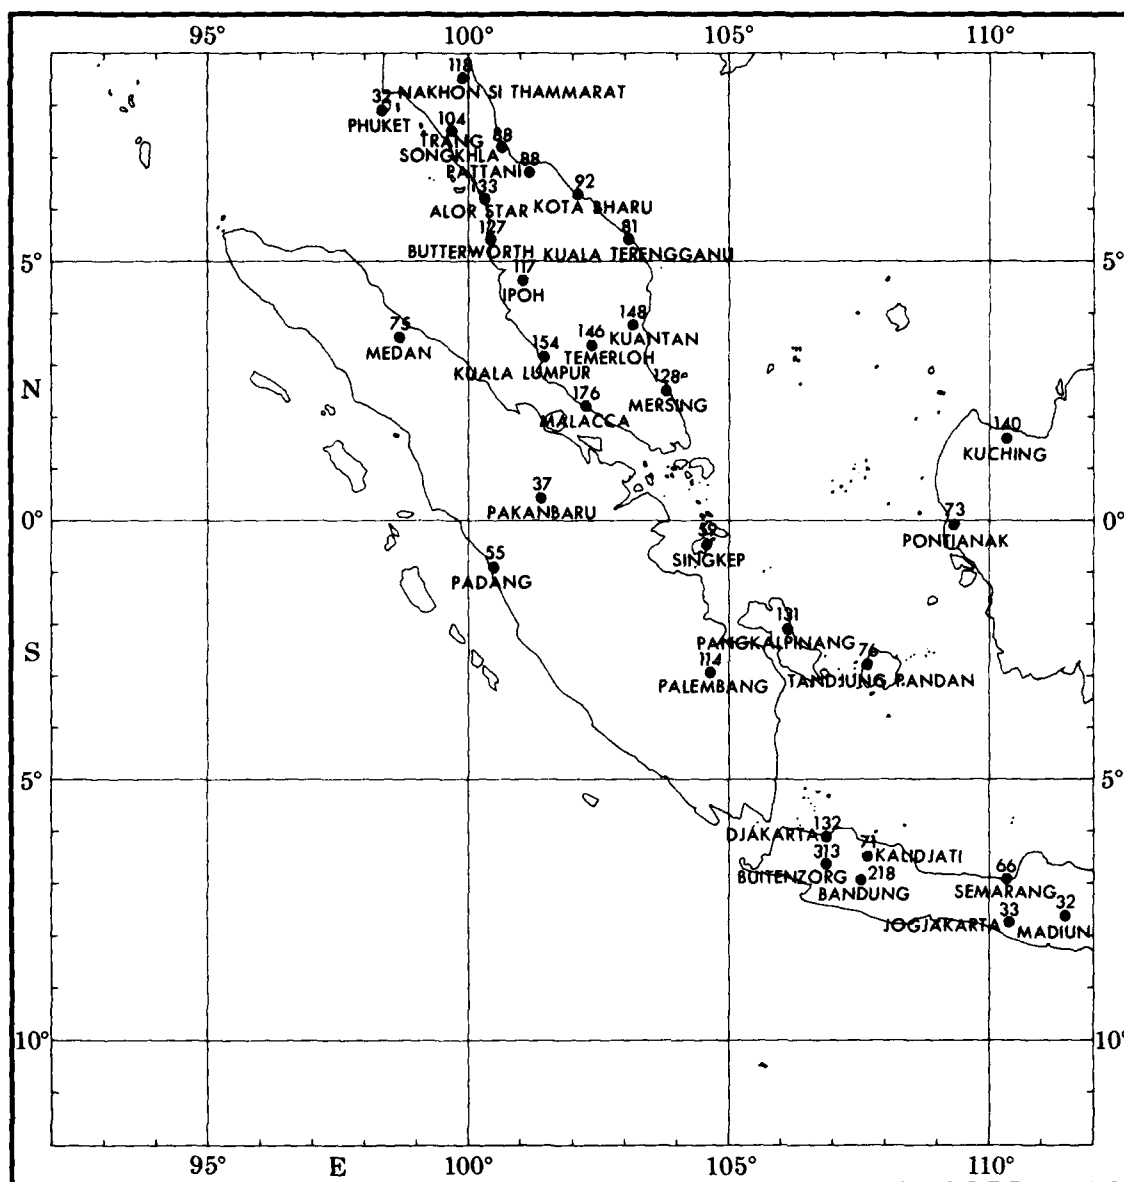 95° 100° 105° 110°
118
NAKHON SI THAMMARAT
32
PHUKET
104
TRANG
88
SONGKHLA
88
PATTANI
133
ALOR STAR
92
KOTA BHARU
127
BUTTERWORTH
81
KUALA TERENGGANU
5° 5°
117
IPOH
148
KUANTAN
75
MEDAN
146
TEMERLOH
154
KUALA LUMPUR
128
MERSING
N
176
MALACCA
140
KUCHING
37
PAKANBARU
0° 0°
73
PONTIANAK
59
SINGKEP
55
PADANG
131
PANGKALPINANG
S
114
PALEMBANG
76
TANDJUNG PANDAN
5° 5°
132
DJAKARTA
71
KALIDJATI
313
BUITENZORG
218
BANDUNG
66
SEMARANG
33
JOGJAKARTA
32
MADIUN
10° 10°
95° E 100° 105° 110°